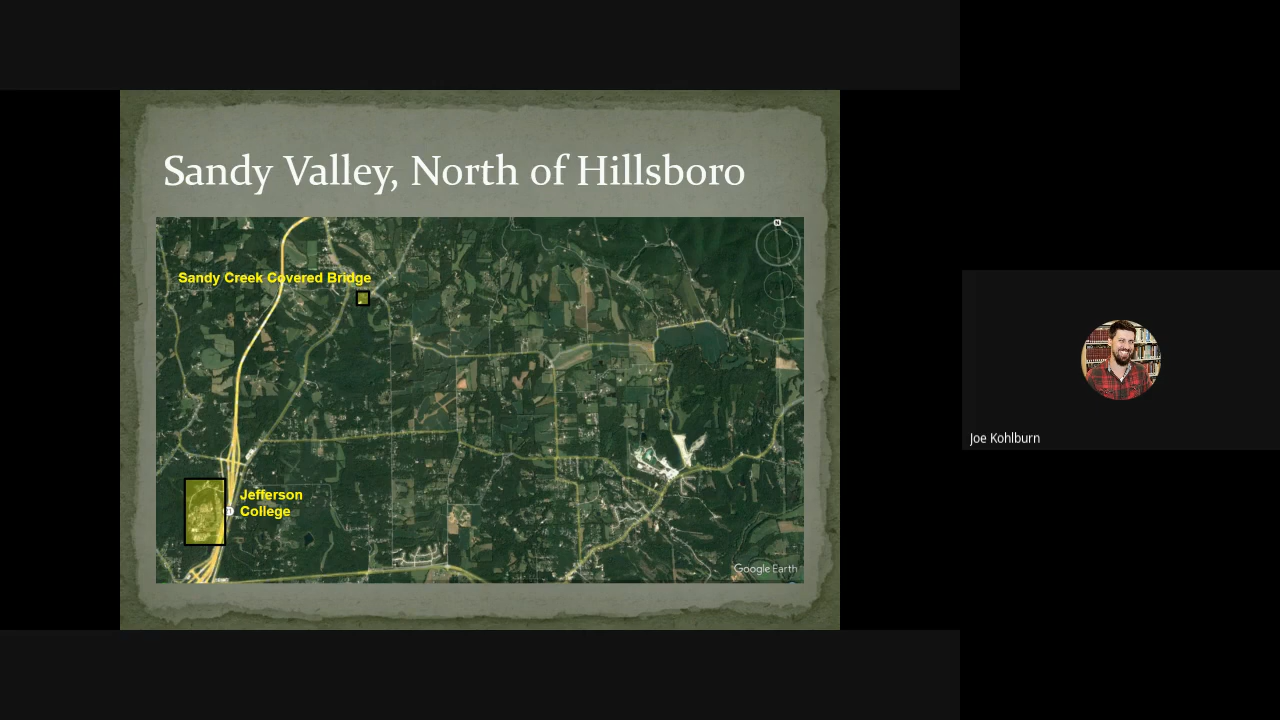 Sandy Valley, North of Hillsboro
N
Sandy Creek Covered Bridge
Jefferson
College
Google Earth
Joe Kohlburn